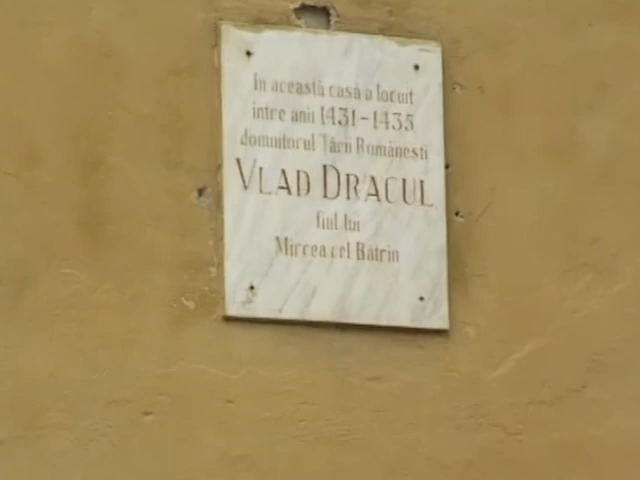 In această casă a locuit
între anii 1431-1435
domnitorul Țării Românești
VLAD DRACUL
fiul lui
Mircea cel Bătrîn